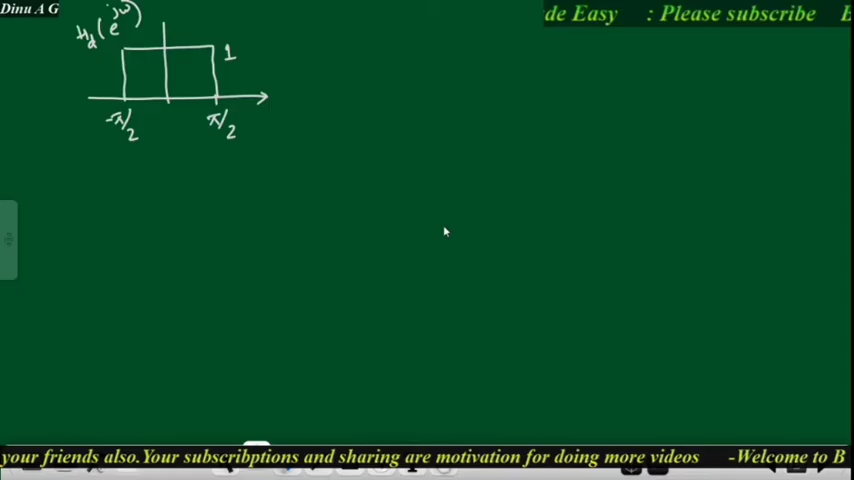 Dinu A G
de Easy : Please subscribe E
H_d(e^{jω})
1
-π/2
π/2
your friends also.Your subscribptions and sharing are motivation for doing more videos -Welcome to B